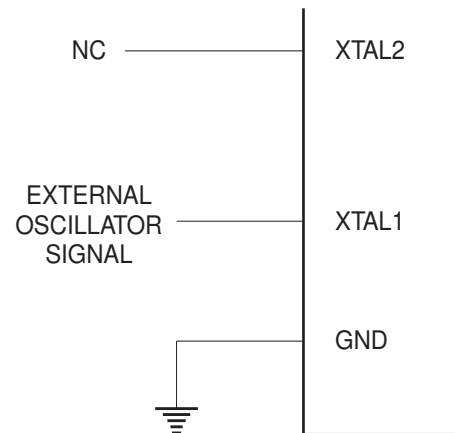 NC
XTAL2
EXTERNAL
OSCILLATOR
SIGNAL
XTAL1
GND